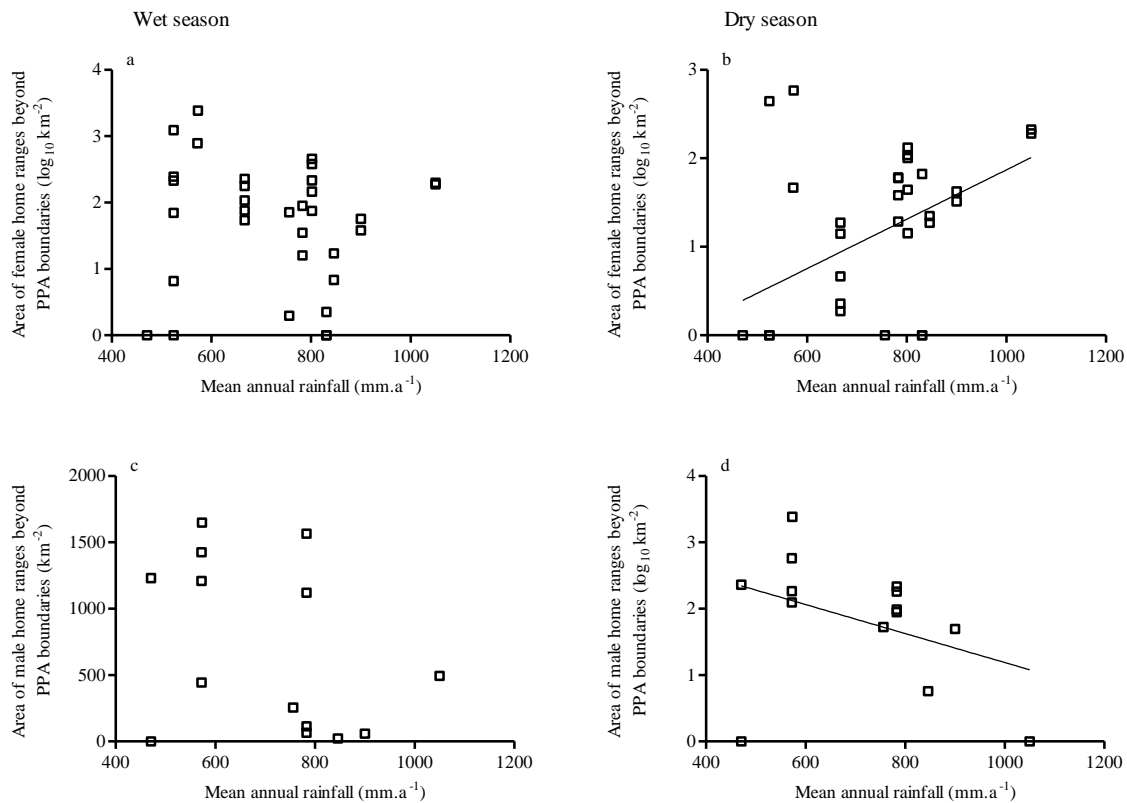 Wet season
Dry season
a
Area of female home ranges beyond
PPA boundaries (log10 km-2)
4
3
2
1
0
400 600 800 1000 1200
Mean annual rainfall (mm.a-1)
b
Area of female home ranges beyond
PPA boundaries (log10 km-2)
3
2
1
0
400 600 800 1000 1200
Mean annual rainfall (mm.a-1)
c
Area of male home ranges beyond
PPA boundaries (km-2)
2000
1500
1000
500
0
400 600 800 1000 1200
Mean annual rainfall (mm.a-1)
d
Area of male home ranges beyond
PPA boundaries (log10 km-2)
4
3
2
1
0
400 600 800 1000 1200
Mean annual rainfall (mm.a-1)